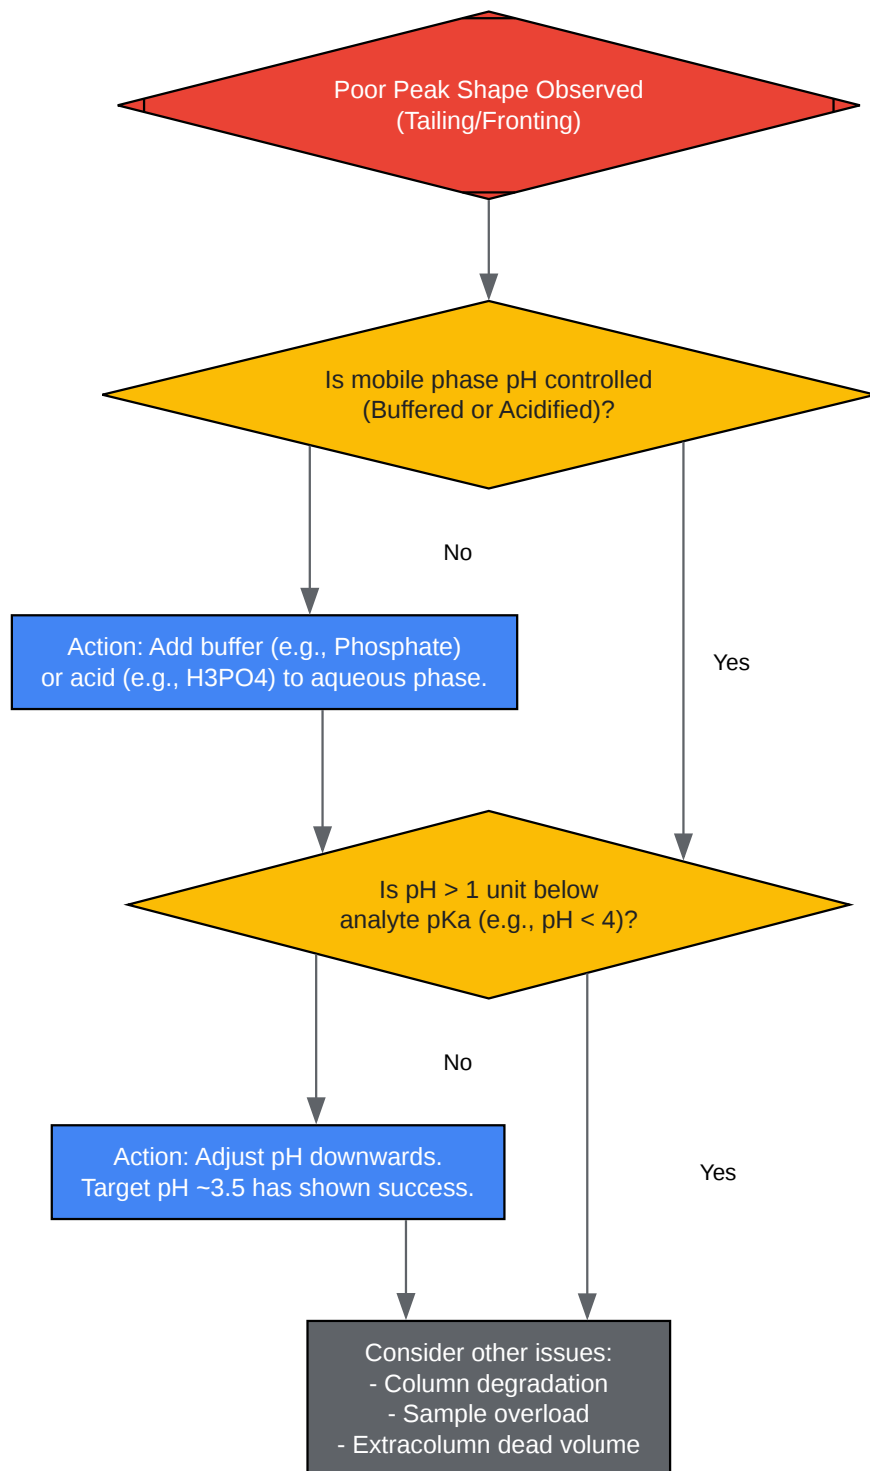 Poor Peak Shape Observed
(Tailing/Fronting)
Is mobile phase pH controlled
(Buffered or Acidified)?
No
Action: Add buffer (e.g., Phosphate)
or acid (e.g., H3PO4) to aqueous phase.
Yes
Is pH > 1 unit below
analyte pKa (e.g., pH < 4)?
No
Action: Adjust pH downwards.
Target pH ~3.5 has shown success.
Yes
Consider other issues:
- Column degradation
- Sample overload
- Extracolumn dead volume